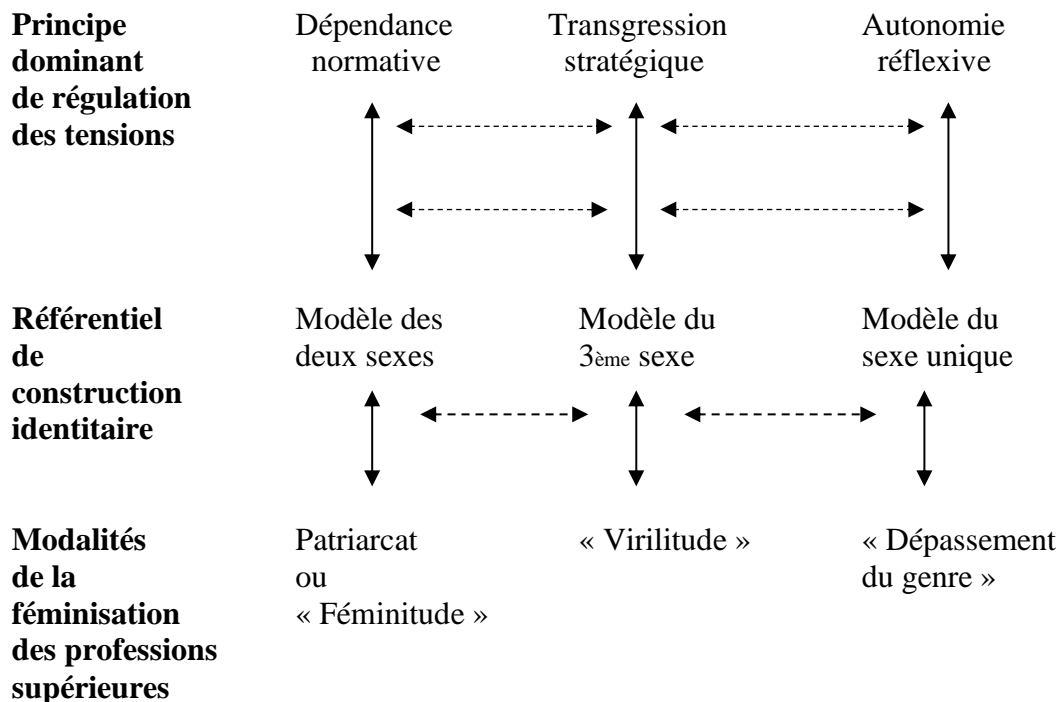 Principe
dominant
de régulation
des tensions
Dépendance
normative
Transgression
stratégique
Autonomie
réflexive
Référentiel
de
construction
identitaire
Modèle des
deux sexes
Modèle du
3ème sexe
Modèle du
sexe unique
Modalités
de la
féminisation
des professions
supérieures
Patriarcat
ou
« Féminitude »
« Virilitude »
« Dépassement
du genre »